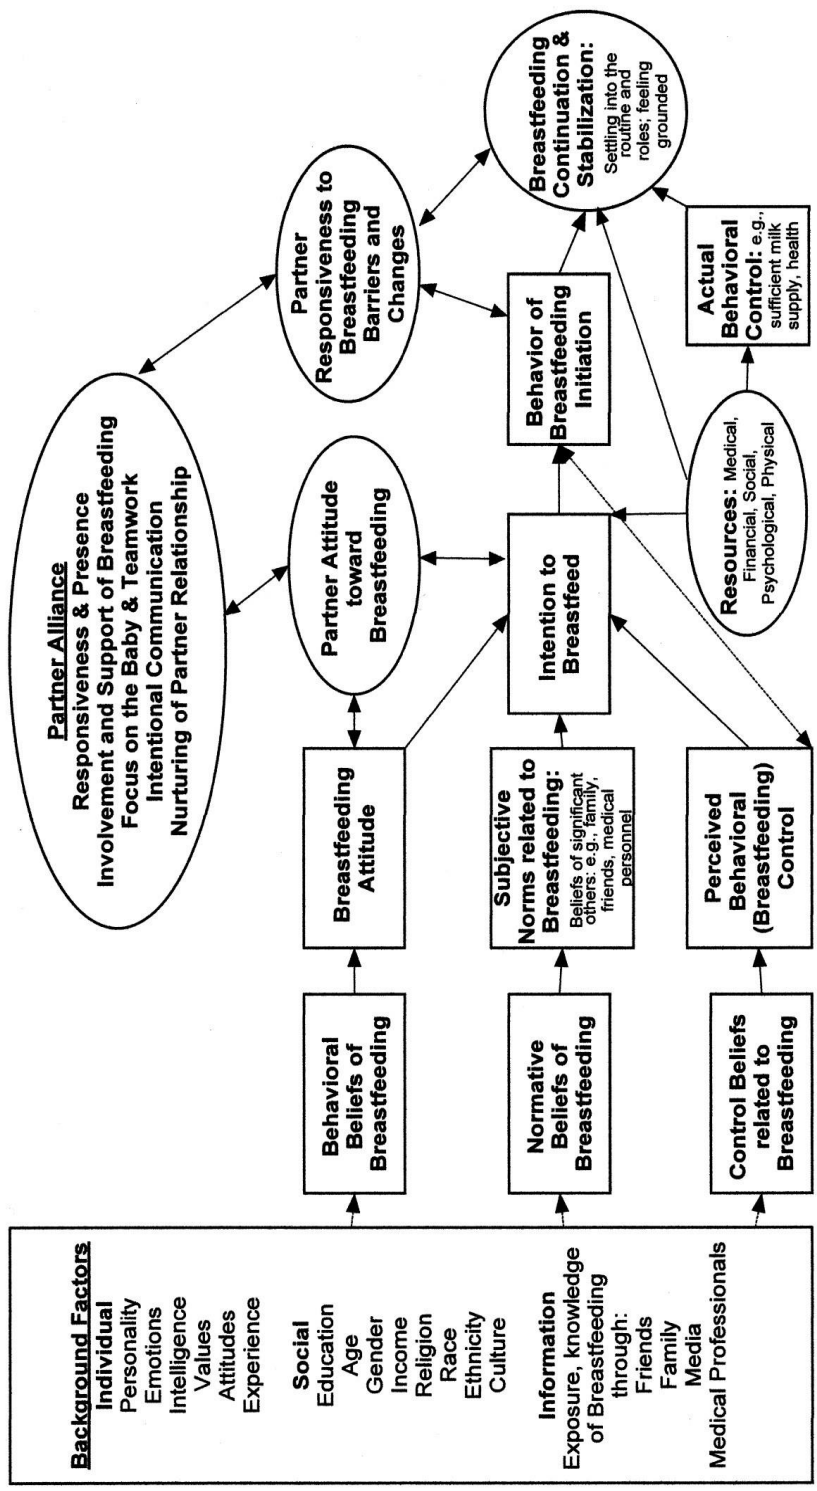 Background Factors
Individual
Personality
Emotions
Intelligence
Values
Attitudes
Experience
Social
Education
Age
Gender
Income
Religion
Race
Ethnicity
Culture
Information
Exposure, knowledge
of Breastfeeding
through:
Friends
Family
Media
Medical Professionals
Behavioral
Beliefs of
Breastfeeding
Normative
Beliefs of
Breastfeeding
Control Beliefs
related to
Breastfeeding
Breastfeeding
Attitude
Subjective
Norms related to
Breastfeeding:
Beliefs of significant
others: e.g., family,
friends, medical
personnel
Perceived
Behavioral
(Breastfeeding)
Control
Partner Alliance
Responsiveness & Presence
Involvement and Support of Breastfeeding
Focus on the Baby & Teamwork
Intentional Communication
Nurturing of Partner Relationship
Partner Attitude
toward
Breastfeeding
Intention to
Breastfeed
Resources: Medical,
Financial, Social,
Psychological, Physical
Partner
Responsiveness to
Breastfeeding
Barriers and
Changes
Behavior of
Breastfeeding
Initiation
Actual
Behavioral
Control: e.g.,
sufficient milk
supply, health
Breastfeeding
Continuation &
Stabilization:
Settling into the
routine and
roles; feeling
grounded